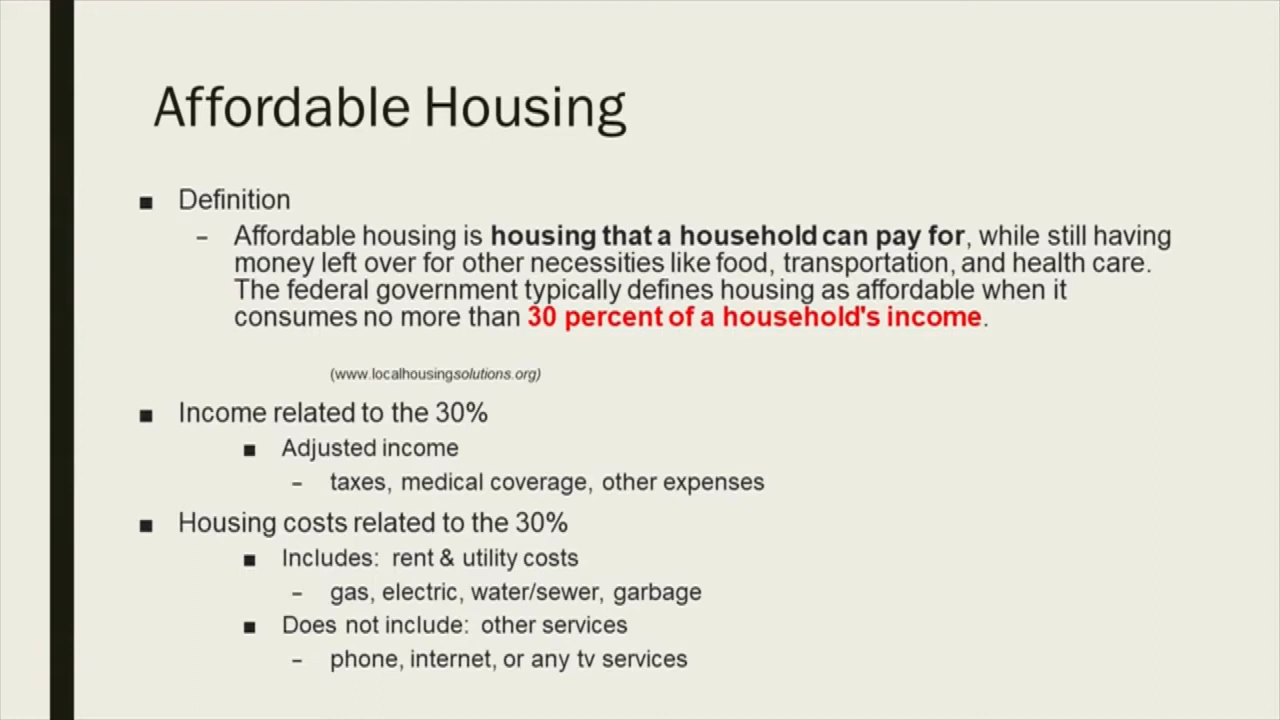 Affordable Housing
■ Definition
– Affordable housing is housing that a household can pay for, while still having
money left over for other necessities like food, transportation, and health care.
The federal government typically defines housing as affordable when it
consumes no more than 30 percent of a household's income.
(www.localhousingsolutions.org)
■ Income related to the 30%
■ Adjusted income
– taxes, medical coverage, other expenses
■ Housing costs related to the 30%
■ Includes: rent & utility costs
– gas, electric, water/sewer, garbage
■ Does not include: other services
– phone, internet, or any tv services